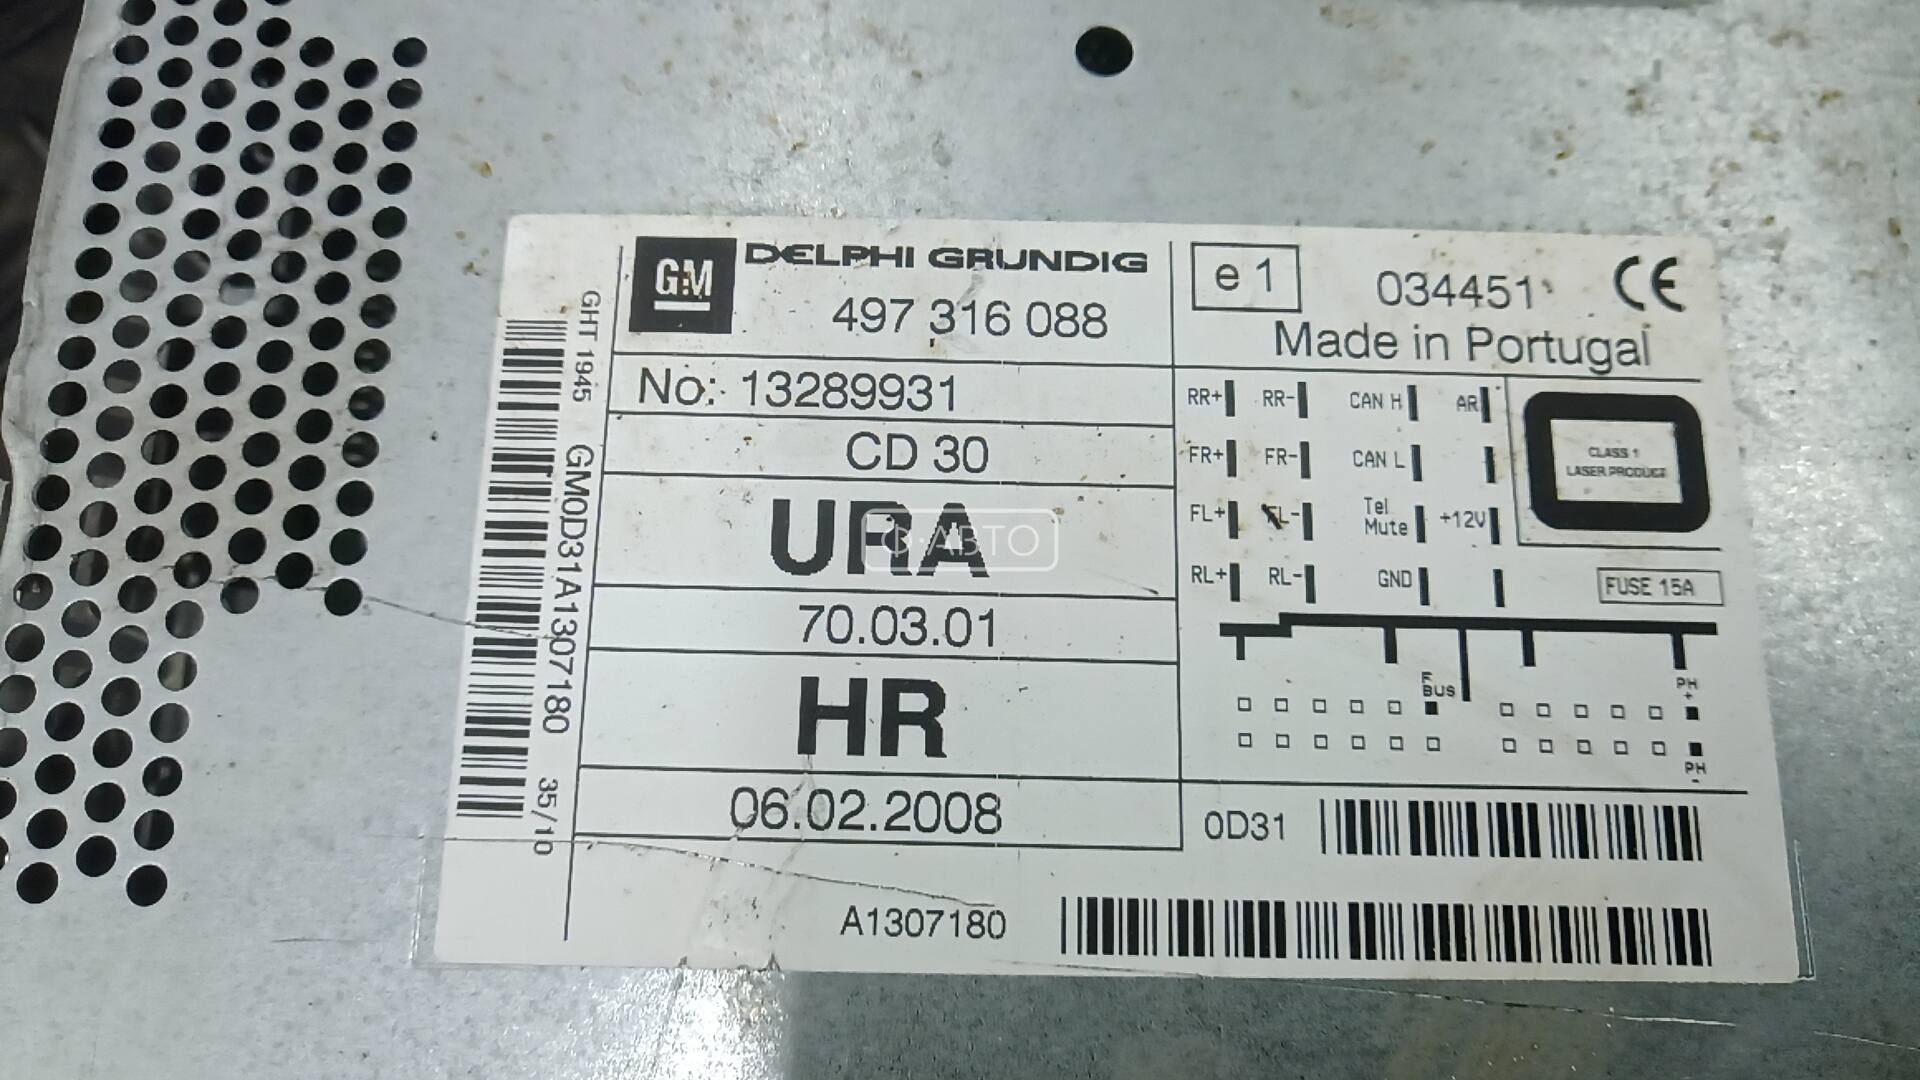 GM
DELPHI GRUNDIG
497 316 088
No: 13289931
CD 30
URA
70.03.01
HR
06.02.2008
GHT 1945 GM0D31A1307180 35/10
e 1
034451
CE
Made in Portugal
RR+ RR- CAN H AR
FR+ FR- CAN L
FL+ FL- Tel Mute +12V
RL+ RL- GND
CLASS 1
LASER PRODUCT
FUSE 15A
F BUS
PH +
PH -
0D31
A1307180
АВТО